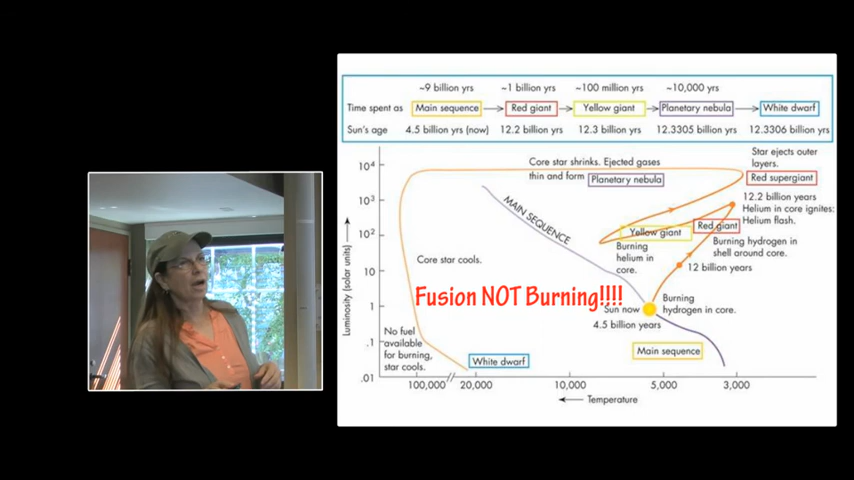 ~9 billion yrs ~1 billion yrs ~100 million yrs ~10,000 yrs
Time spent as Main sequence Red giant Yellow giant Planetary nebula White dwarf
Sun's age 4.5 billion yrs (now) 12.2 billion yrs 12.3 billion yrs 12.3305 billion yrs 12.3306 billion yrs
Star ejects outer
layers.
Red supergiant
Core star shrinks. Ejected gases
thin and form Planetary nebula
12.2 billion years
Helium in core ignites:
Helium flash.
MAIN SEQUENCE
Yellow giant
Red giant
Burning
helium in
core.
Burning hydrogen in
shell around core.
12 billion years
Core star cools.
Fusion NOT Burning!!!!
Sun now
4.5 billion years
Burning
hydrogen in core.
No fuel
available
for burning,
star cools.
White dwarf
Main sequence
Luminosity (solar units)
10⁴
10³
10²
10
1
.1
.01
100,000 20,000 10,000 5,000 3,000
Temperature